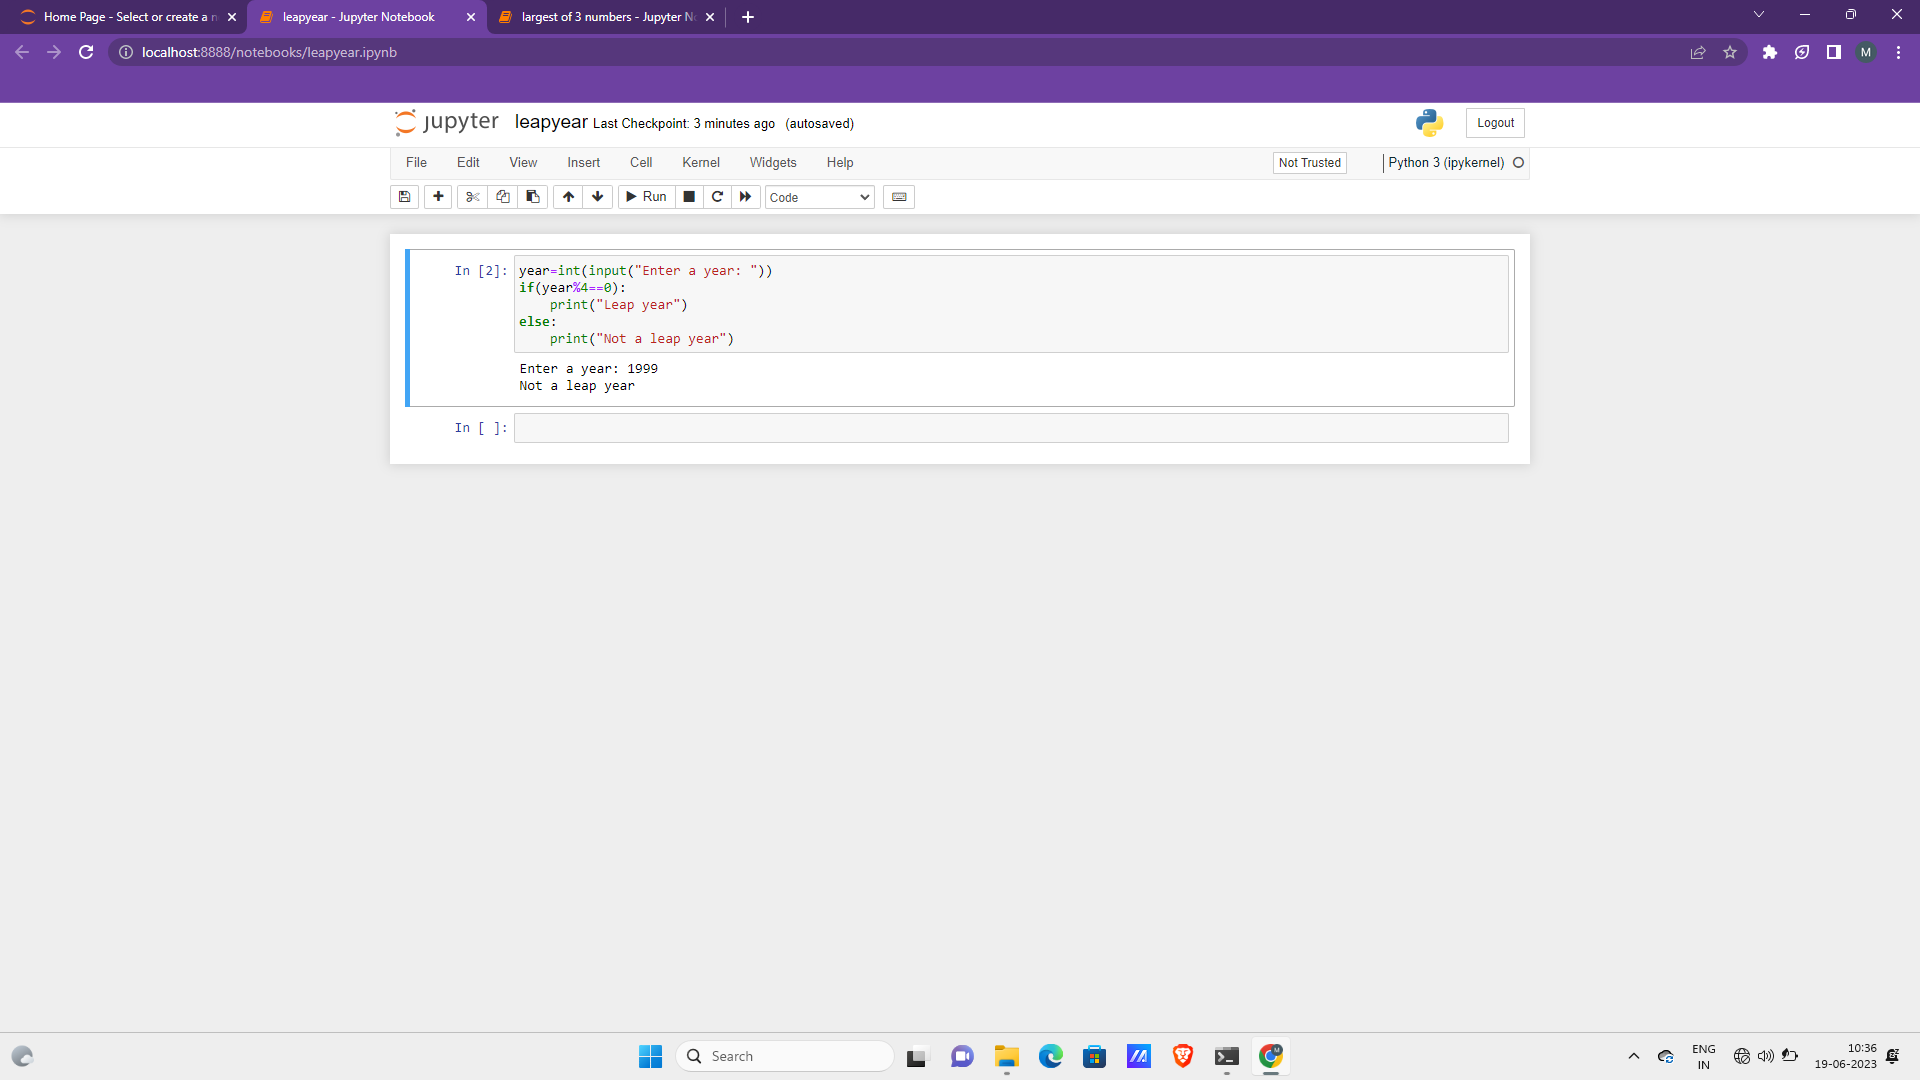 Home Page - Select or create a n
leapyear - Jupyter Notebook
largest of 3 numbers - Jupyter N
localhost:8888/notebooks/leapyear.ipynb
M
jupyter leapyear Last Checkpoint: 3 minutes ago (autosaved)
Logout
File Edit View Insert Cell Kernel Widgets Help
Not Trusted
Python 3 (ipykernel)
Run
Code
In [2]: year=int(input("Enter a year: "))
if(year%4==0):
    print("Leap year")
else:
    print("Not a leap year")
Enter a year: 1999
Not a leap year
In [ ]:
Search
ENG
IN
10:36
19-06-2023